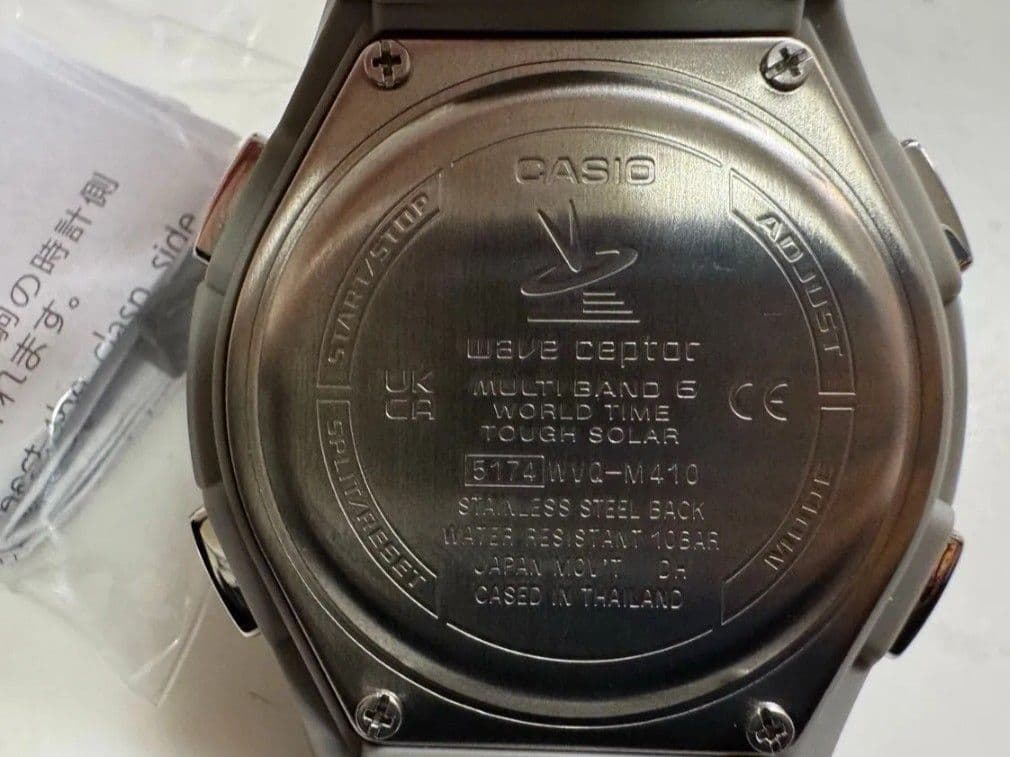 CASIO
START/STOP
ADJUST
wave ceptor
UK
CA
MULTI BAND 6
WORLD TIME
TOUGH SOLAR
CE
5174 WVQ-M410
STAINLESS STEEL BACK
WATER RESISTANT 10BAR
JAPAN MOV'T DH
CASED IN THAILAND
SPLIT/RESET
MODE
の時計側
れます。
clasp side